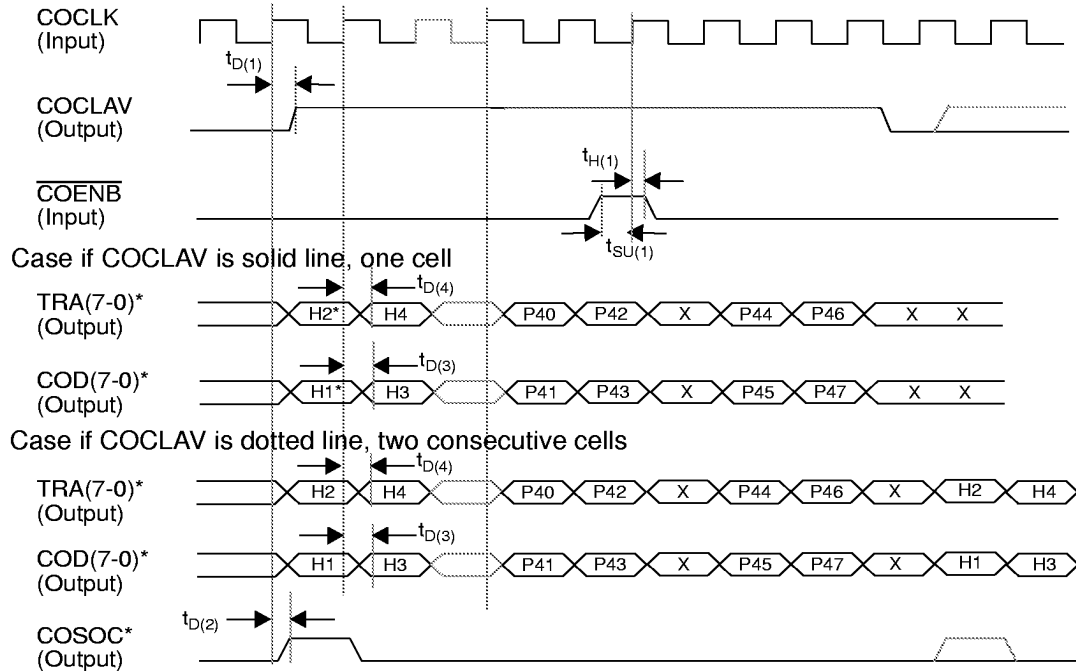 COCLK
(Input)
tD(1)
COCLAV
(Output)
tH(1)
COENB
(Input)
tSU(1)
Case if COCLAV is solid line, one cell
tD(4)
TRA(7-0)* H2* H4 P40 P42 X P44 P46 X X
(Output)
tD(3)
COD(7-0)* H1* H3 P41 P43 X P45 P47 X X
(Output)
Case if COCLAV is dotted line, two consecutive cells
tD(4)
TRA(7-0)* H2 H4 P40 P42 X P44 P46 X H2 H4
(Output)
tD(3)
COD(7-0)* H1 H3 P41 P43 X P45 P47 X H1 H3
(Output)
tD(2)
COSOC*
(Output)